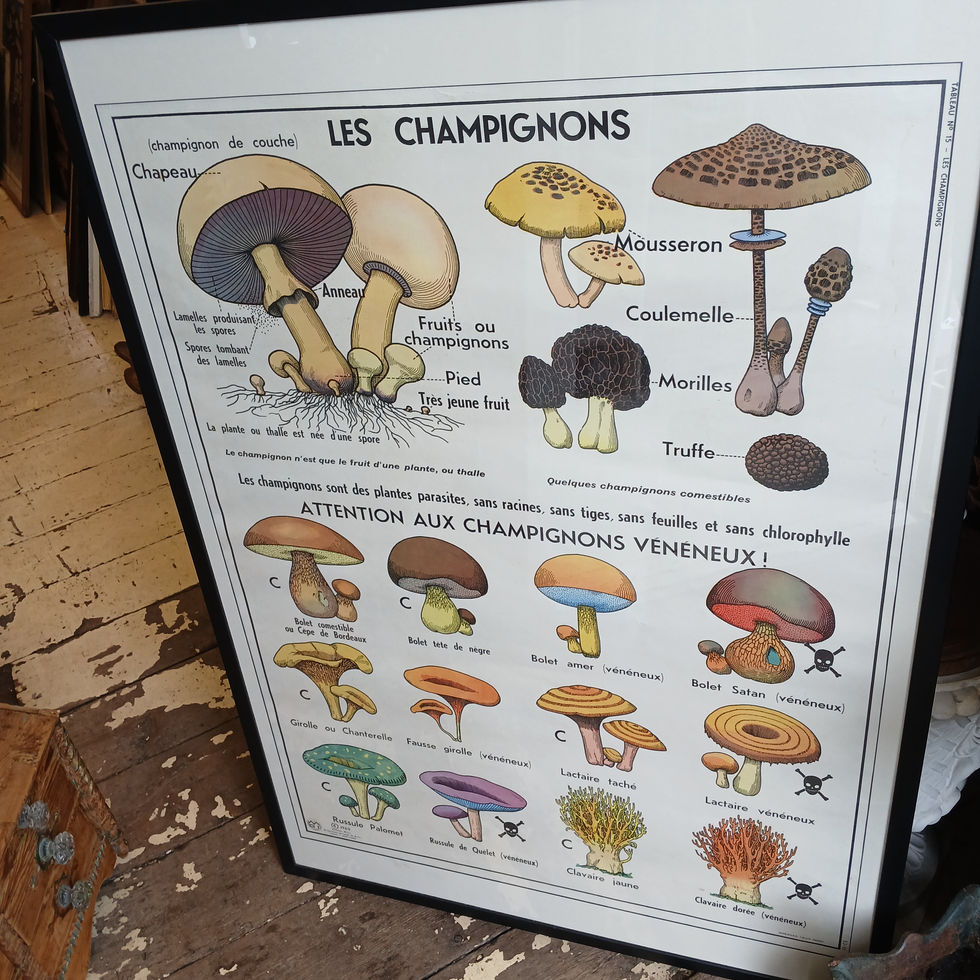 TABLEAU Nº 15 - LES CHAMPIGNONS
LES CHAMPIGNONS
(champignon de couche)
Chapeau
Anneau
Lamelles produisant
les spores
Spores tombant
des lamelles
Fruits ou
champignons
Pied
Très jeune fruit
La plante ou thalle est née d'une spore
Le champignon n'est que le fruit d'une plante, ou thalle
Mousseron
Coulemelle
Morilles
Truffe
Quelques champignons comestibles
Les champignons sont des plantes parasites, sans racines, sans tiges, sans feuilles et sans chlorophylle
ATTENTION AUX CHAMPIGNONS VÉNÉNEUX !
C
Bolet comestible
ou Cèpe de Bordeaux
C
Bolet tete de nègre
Bolet amer (vénéneux)
Bolet Satan (vénéneux)
C
Girolle ou Chanterelle
Fausse girolle (vénéneux)
C
Lactaire taché
Lactaire vénéneux
C
Russule Palomet
Russule de Quelet (vénéneux)
C
Clavaire jaune
Clavaire dorée (vénéneux)